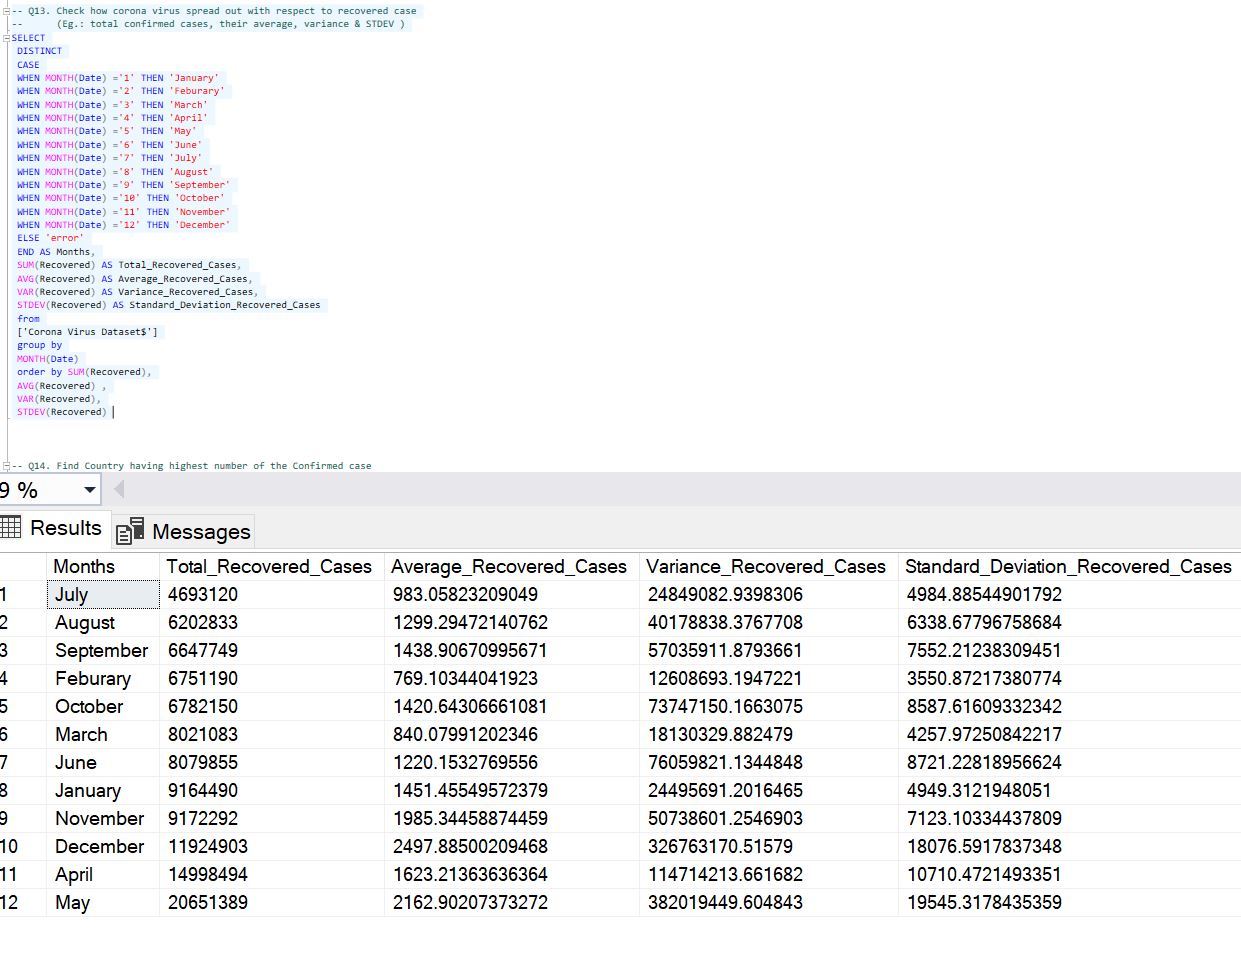 -- Q13. Check how corona virus spread out with respect to recovered case
--      (Eg.: total confirmed cases, their average, variance & STDEV )
SELECT
DISTINCT
CASE
WHEN MONTH(Date) ='1' THEN 'January'
WHEN MONTH(Date) ='2' THEN 'Feburary'
WHEN MONTH(Date) ='3' THEN 'March'
WHEN MONTH(Date) ='4' THEN 'April'
WHEN MONTH(Date) ='5' THEN 'May'
WHEN MONTH(Date) ='6' THEN 'June'
WHEN MONTH(Date) ='7' THEN 'July'
WHEN MONTH(Date) ='8' THEN 'August'
WHEN MONTH(Date) ='9' THEN 'September'
WHEN MONTH(Date) ='10' THEN 'October'
WHEN MONTH(Date) ='11' THEN 'November'
WHEN MONTH(Date) ='12' THEN 'December'
ELSE 'error'
END AS Months,
SUM(Recovered) AS Total_Recovered_Cases,
AVG(Recovered) AS Average_Recovered_Cases,
VAR(Recovered) AS Variance_Recovered_Cases,
STDEV(Recovered) AS Standard_Deviation_Recovered_Cases
from
['Corona Virus Dataset$']
group by
MONTH(Date)
order by SUM(Recovered),
AVG(Recovered) ,
VAR(Recovered),
STDEV(Recovered)
-- Q14. Find Country having highest number of the Confirmed case
9 %
Results Messages
Months Total_Recovered_Cases Average_Recovered_Cases Variance_Recovered_Cases Standard_Deviation_Recovered_Cases
1 July 4693120 983.05823209049 24849082.9398306 4984.88544901792
2 August 6202833 1299.29472140762 40178838.3767708 6338.67796758684
3 September 6647749 1438.90670995671 57035911.8793661 7552.21238309451
4 Feburary 6751190 769.10344041923 12608693.1947221 3550.87217380774
5 October 6782150 1420.64306661081 73747150.1663075 8587.61609332342
6 March 8021083 840.07991202346 18130329.882479 4257.97250842217
7 June 8079855 1220.1532769556 76059821.1344848 8721.22818956624
8 January 9164490 1451.45549572379 24495691.2016465 4949.3121948051
9 November 9172292 1985.34458874459 50738601.2546903 7123.10334437809
10 December 11924903 2497.88500209468 326763170.51579 18076.5917837348
11 April 14998494 1623.21363636364 114714213.661682 10710.4721493351
12 May 20651389 2162.90207373272 382019449.604843 19545.3178435359